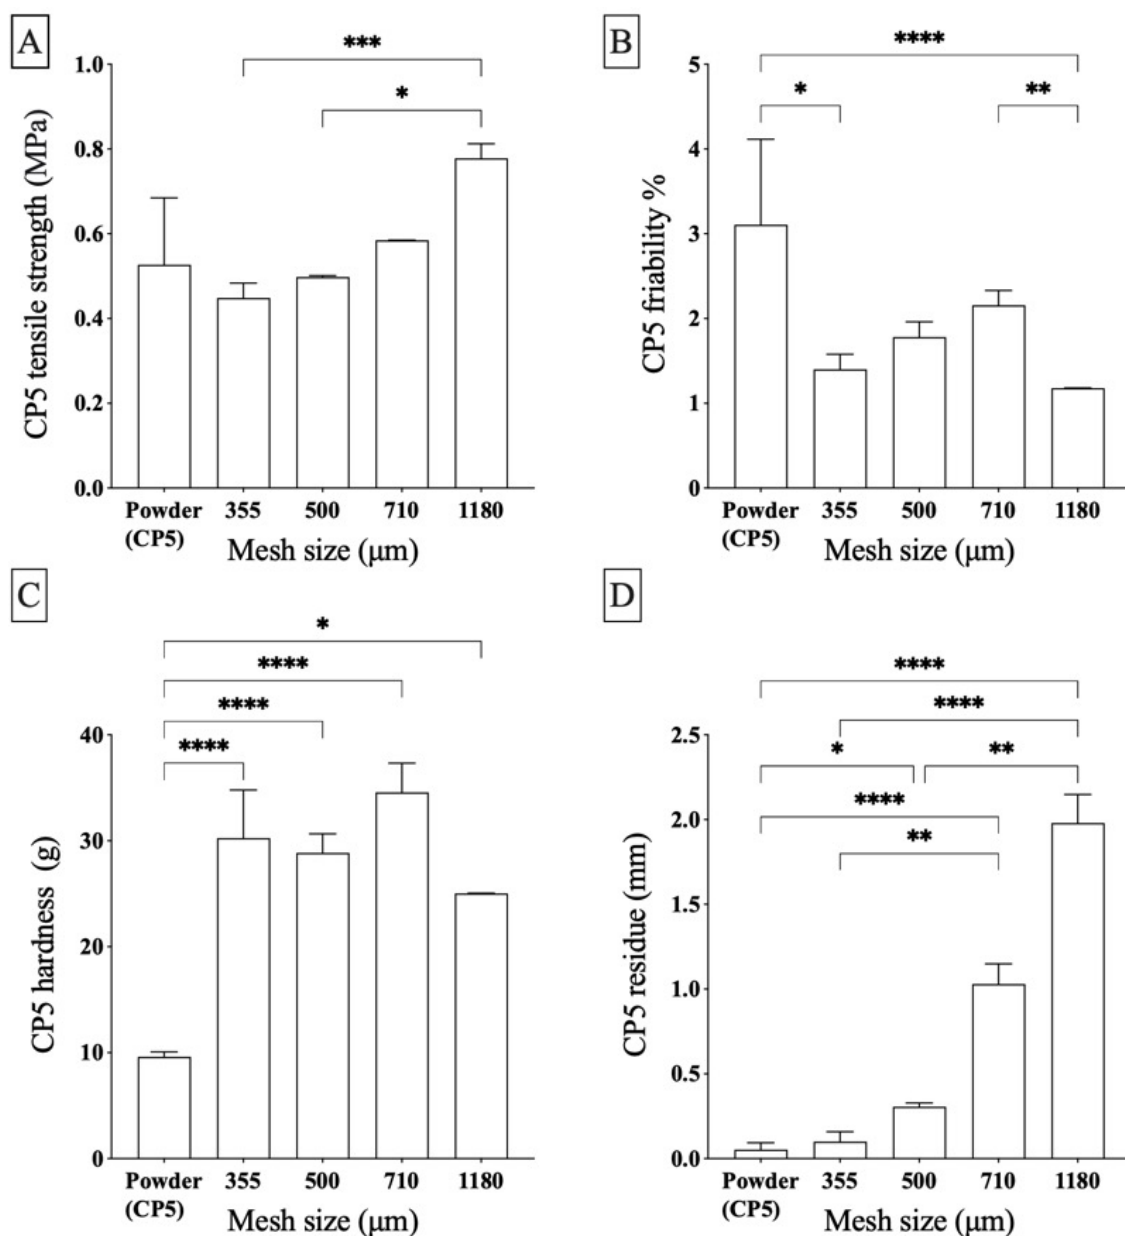 A
***
*
CP5 tensile strength (MPa)
1.0
0.8
0.6
0.4
0.2
0.0
Powder (CP5) 355 500 710 1180
Mesh size (μm)
B
****
*
**
CP5 friability %
5
4
3
2
1
0
Powder (CP5) 355 500 710 1180
Mesh size (μm)
C
*
****
****
****
CP5 hardness (g)
40
30
20
10
0
Powder (CP5) 355 500 710 1180
Mesh size (μm)
D
****
****
* **
****
**
CP5 residue (mm)
2.5
2.0
1.5
1.0
0.5
0.0
Powder (CP5) 355 500 710 1180
Mesh size (μm)